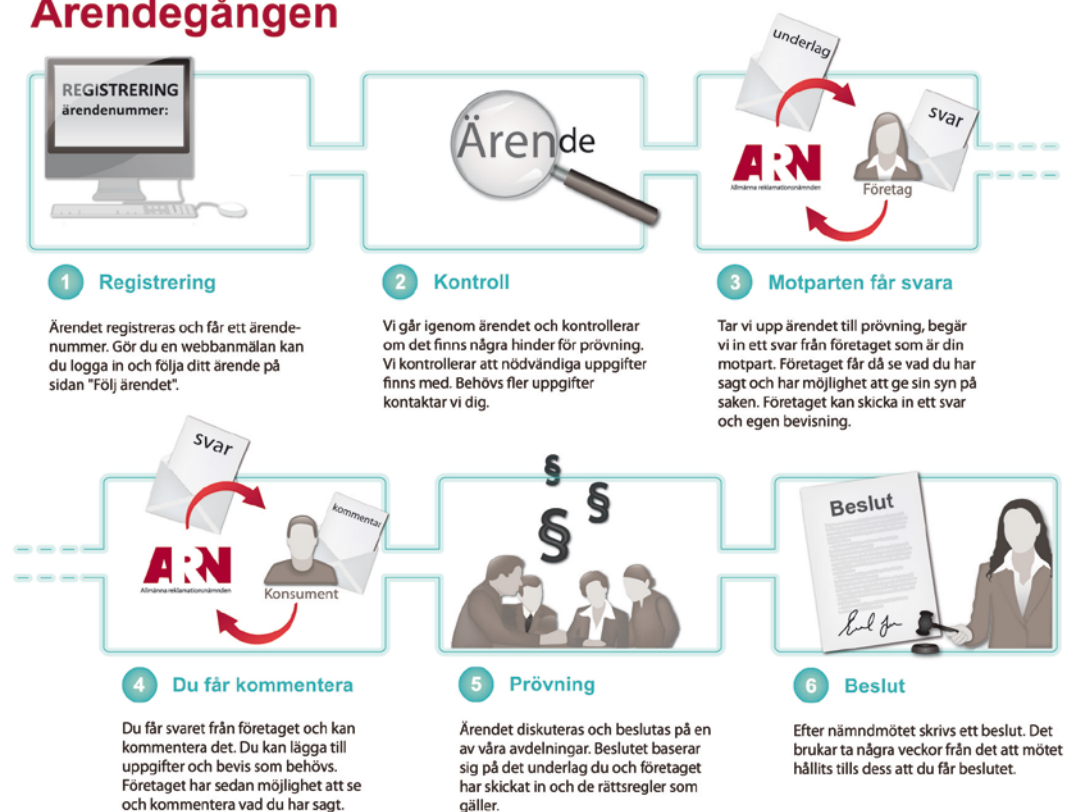 Ärendegången
REGISTRERING
ärendenummer:
Ärende
underlag
svar
ARN
Allmänna reklamationsnämnden
Företag
1 Registrering
Ärendet registreras och får ett ärende-
nummer. Gör du en webbanmälan kan
du logga in och följa ditt ärende på
sidan "Följ ärendet".
2 Kontroll
Vi går igenom ärendet och kontrollerar
om det finns några hinder för prövning.
Vi kontrollerar att nödvändiga uppgifter
finns med. Behövs fler uppgifter
kontaktar vi dig.
3 Motparten får svara
Tar vi upp ärendet till prövning, begär
vi in ett svar från företaget som är din
motpart. Företaget får då se vad du har
sagt och har möjlighet att ge sin syn på
saken. Företaget kan skicka in ett svar
och egen bevisning.
svar
kommentar
ARN
Allmänna reklamationsnämnden
Konsument
§
§
§
Beslut
4 Du får kommentera
Du får svaret från företaget och kan
kommentera det. Du kan lägga till
uppgifter och bevis som behövs.
Företaget har sedan möjlighet att se
och kommentera vad du har sagt.
5 Prövning
Ärendet diskuteras och beslutas på en
av våra avdelningar. Beslutet baserar
sig på det underlag du och företaget
har skickat in och de rättsregler som
gäller.
6 Beslut
Efter nämndmötet skrivs ett beslut. Det
brukar ta några veckor från det att mötet
hållits tills dess att du får beslutet.